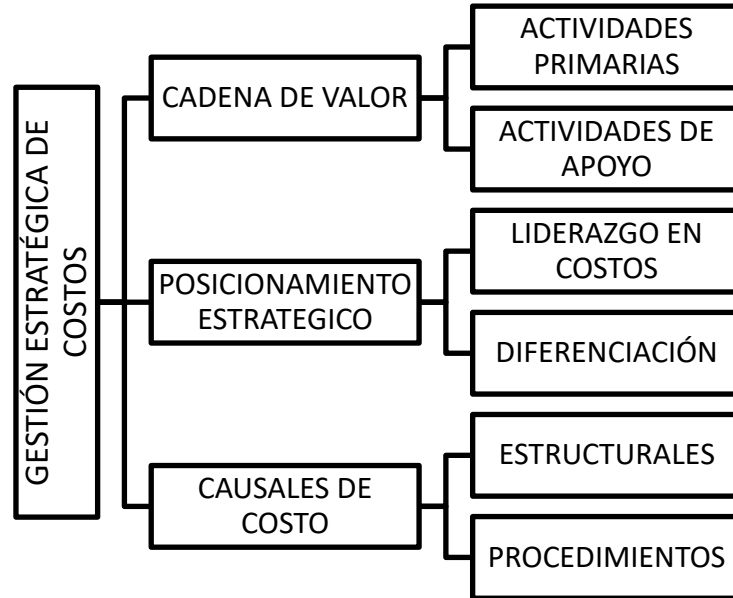 GESTIÓN ESTRATÉGICA DE
COSTOS
CADENA DE VALOR
ACTIVIDADES
PRIMARIAS
ACTIVIDADES DE
APOYO
POSICIONAMIENTO
ESTRATEGICO
LIDERAZGO EN
COSTOS
DIFERENCIACIÓN
CAUSALES DE
COSTO
ESTRUCTURALES
PROCEDIMIENTOS